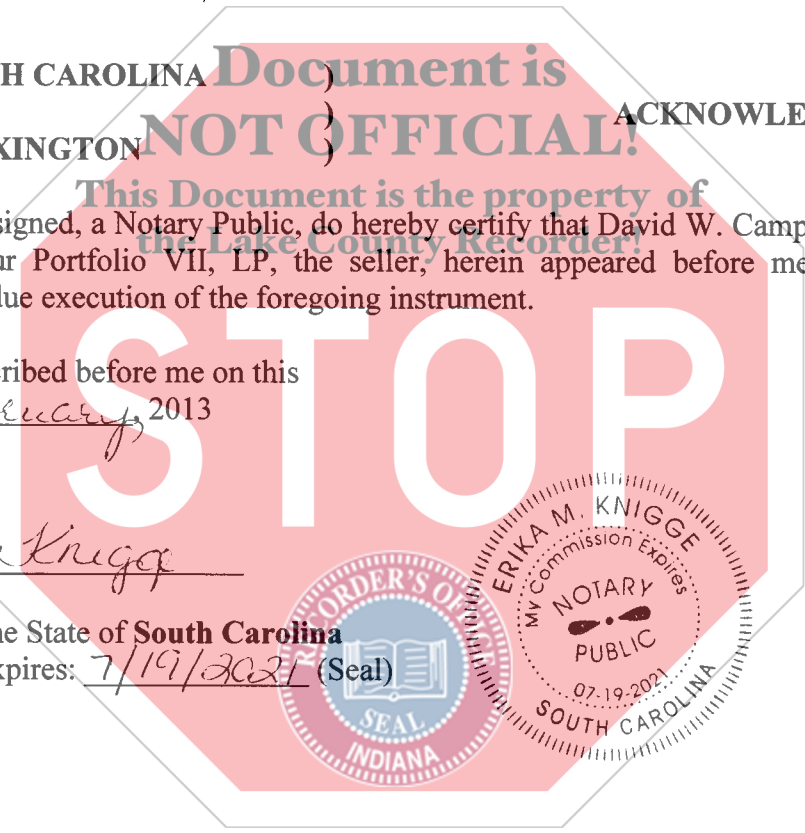 H CAROLINA )
Document is
) ACKNOWLE
XINGTON )
NOT OFFICIAL!
This Document is the property of
signed, a Notary Public, do hereby certify that David W. Camp
the Lake County Recorder!
ur Portfolio VII, LP, the seller, herein appeared before me
due execution of the foregoing instrument.
STOP
ribed before me on this
, 2013
Knigge
ERIKA M. KNIGGE
My Commission Expires
NOTARY
PUBLIC
07-19-2021
SOUTH CAROLINA
he State of South Carolina
xpires: 7/19/2021 (Seal)
RECORDER'S OFFICE
SEAL
INDIANA